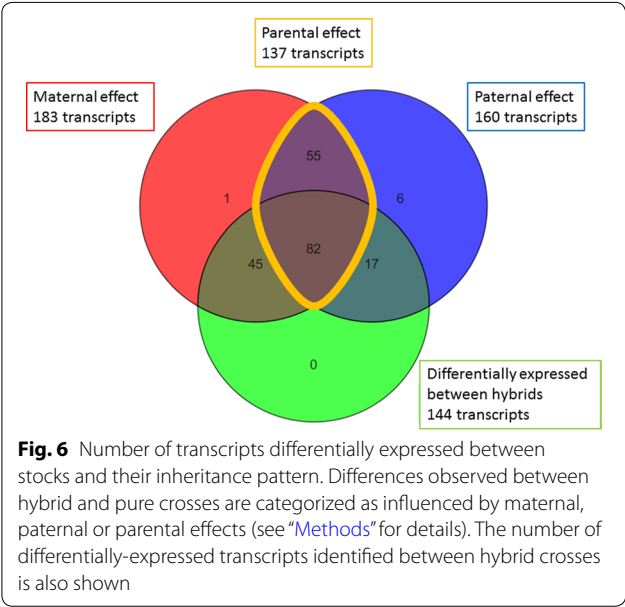 Parental effect
137 transcripts
Maternal effect
183 transcripts
Paternal effect
160 transcripts
55
1
6
82
45
17
0
Differentially expressed
between hybrids
144 transcripts
Fig. 6 Number of transcripts differentially expressed between
stocks and their inheritance pattern. Differences observed between
hybrid and pure crosses are categorized as influenced by maternal,
paternal or parental effects (see “Methods” for details). The number of
differentially-expressed transcripts identified between hybrid crosses
is also shown